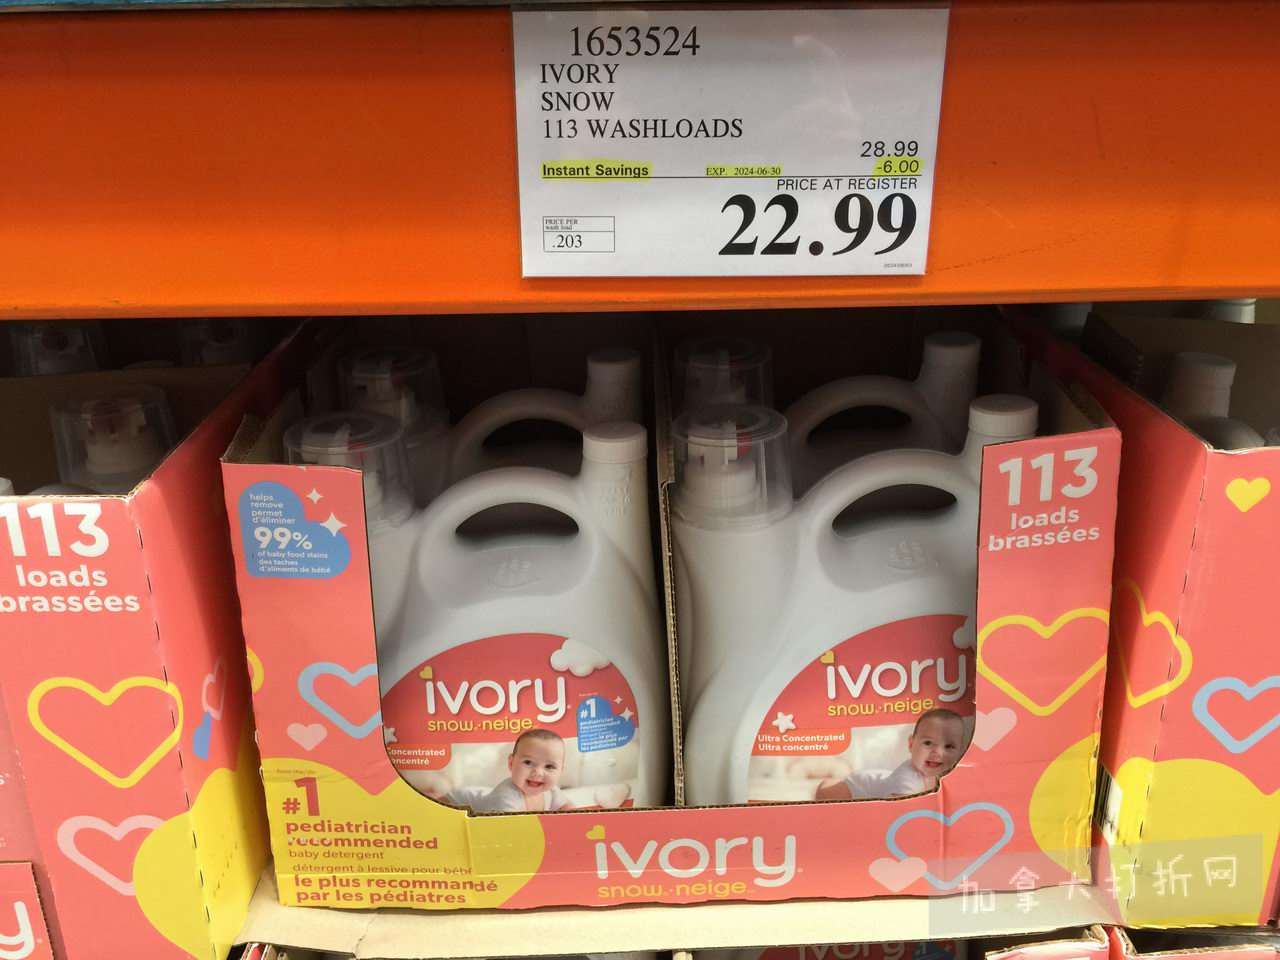 1653524
IVORY
SNOW
113 WASHLOADS
28.99
Instant Savings EXP. 2024-06-30 -6.00
PRICE AT REGISTER
22.99
PRICE PER
wash load
.203
113
loads
brassées
helps
remove
permet
d'éliminer
99%
of baby food stains
des taches
d'aliments de bébé
113
loads
brassées
ivory
snow.neige
#1
pediatrician
recommended
Concentrated
concentré
ivory
snow.neige
Ultra Concentrated
Ultra concentré
#1
pediatrician
recommended
baby detergent
détergent à lessive pour bébé
le plus recommandé
par les pédiatres
ivory
snow.neige
加拿大打折网